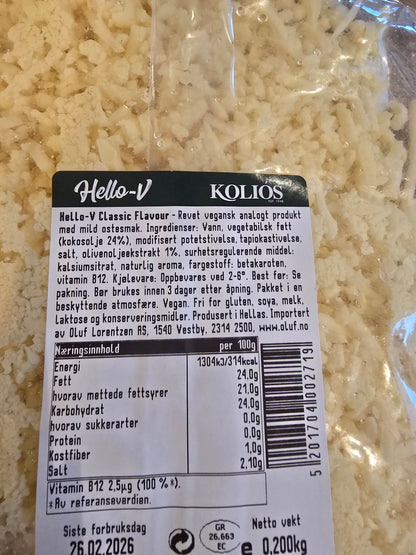 Hello-V KOLIOS
EST. 1948
Hello-V Classic Flavour - Revet vegansk analogt produkt
med mild ostesmak. Ingredienser: Vann, vegetabilsk fett
(kokosolje 24%), modifisert potetstivelse, tapiokastivelse,
salt, olivenoljeekstrakt 1%, surhetsregulerende middel:
kalsiumsitrat, naturlig aroma, fargestoff: betakaroten,
vitamin B12. Kjølevare: Oppbevares ved 2-6°. Best før: Se
pakning. Bør brukes innen 3 dager etter åpning. Pakket i en
beskyttende atmosfære. Vegan. Fri for gluten, soya, melk,
Laktose og konserveringsmidler. Produsert i Hellas. Importert
av Oluf Lorentzen AS, 1540 Vestby, 2314 2500, www.oluf.no
Næringsinnhold per 100g
Energi 1304kJ/314kcal
Fett 24,0g
hvorav mettede fettsyrer 21,0g
Karbohydrat 24,0g
hvorav sukkerarter 0,0g
Protein 0,0g
Kostfiber 1,0g
Salt 2,10g
Vitamin B12 2,5µg (100 %*).
*Av referanseverdien.
5201704002719
Siste forbruksdag
26.02.2026
GR
26.663
EC
Netto vekt
e 0,200kg